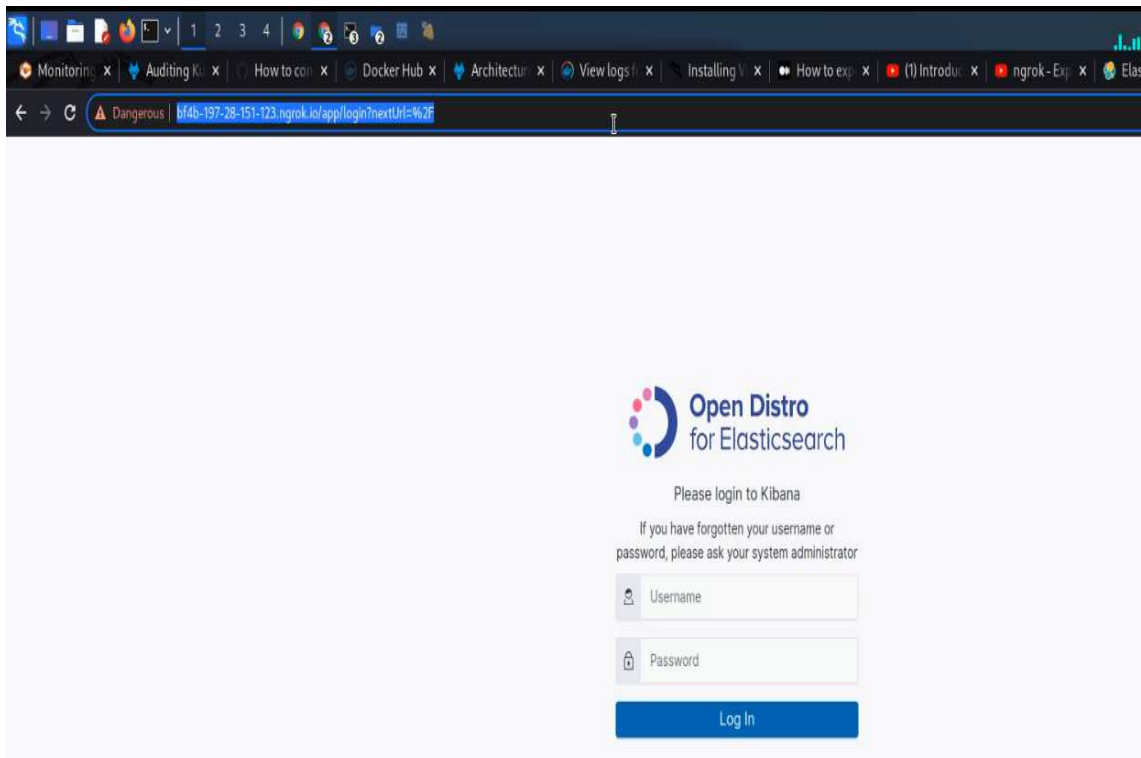 1 2 3 4
Monitoring Auditing Ku How to con Docker Hub Architectur View logs f Installing How to exp (1) Introduc ngrok - Exp Elas
Dangerous bf4b-197-28-151-123.ngrok.io/app/login?nextUrl=%2F
Open Distro
for Elasticsearch
Please login to Kibana
If you have forgotten your username or
password, please ask your system administrator
Username
Password
Log In